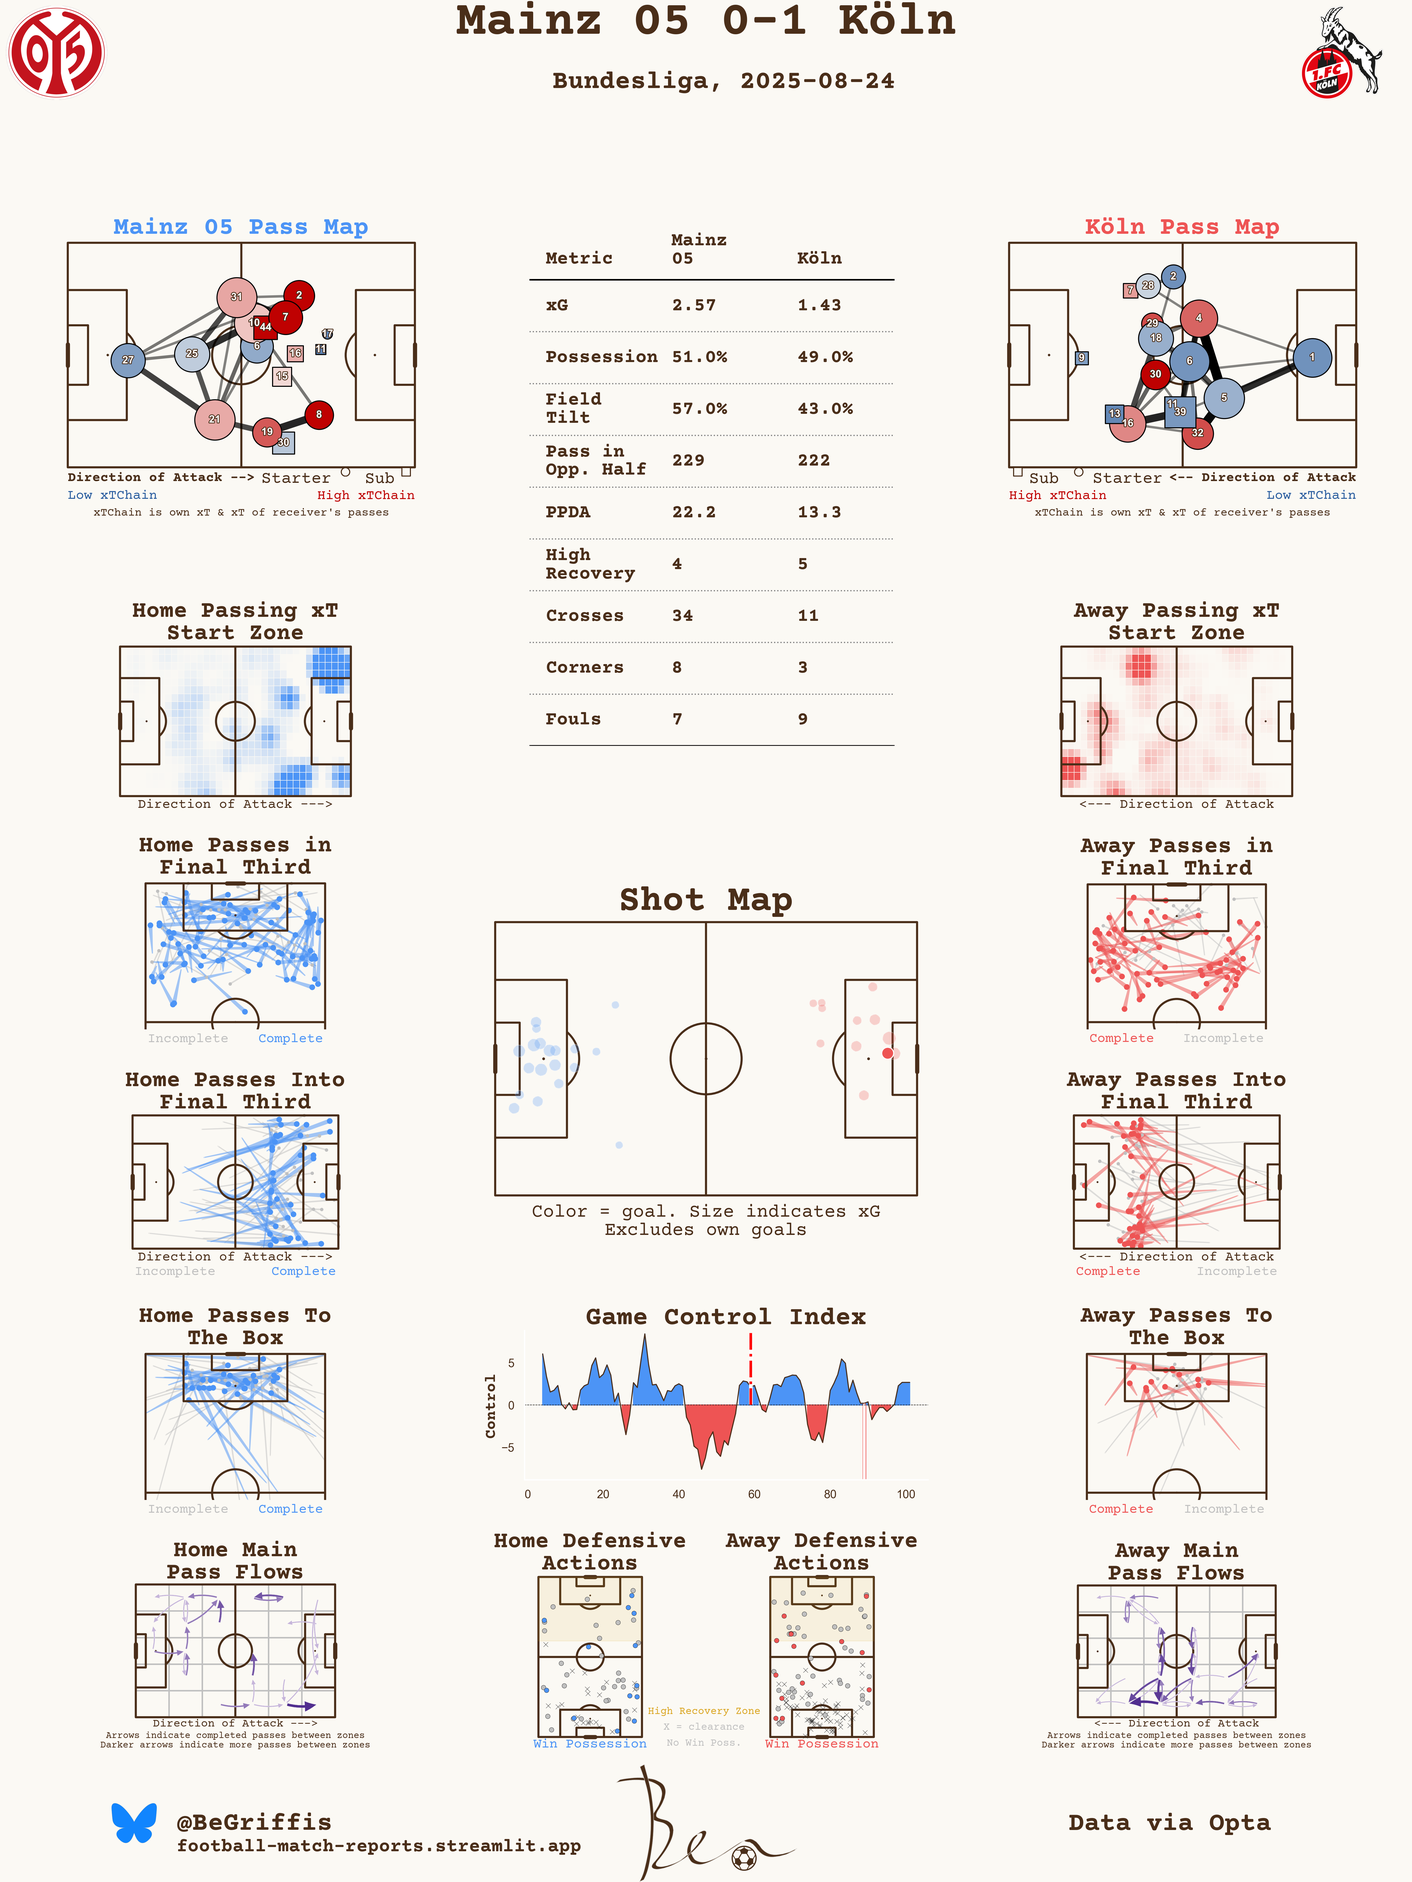 Mainz 05 0-1 Köln
Bundesliga, 2025-08-24
05
1.FC
KÖLN
Mainz 05 Pass Map
31
2
7
10
44
17
6
11
16
25
27
15
21
8
19
30
Direction of Attack --> Starter Sub
Low xTChain High xTChain
xTChain is own xT & xT of receiver's passes
Metric Mainz 05 Köln
xG 2.57 1.43
Possession 51.0% 49.0%
Field Tilt 57.0% 43.0%
Pass in Opp. Half 229 222
PPDA 22.2 13.3
High Recovery 4 5
Crosses 34 11
Corners 8 3
Fouls 7 9
Köln Pass Map
2
7
28
29
4
18
9
6
1
30
5
11
13
39
16
32
Sub Starter <-- Direction of Attack
High xTChain Low xTChain
xTChain is own xT & xT of receiver's passes
Home Passing xT
Start Zone
Direction of Attack --->
Away Passing xT
Start Zone
<--- Direction of Attack
Home Passes in
Final Third
Incomplete Complete
Away Passes in
Final Third
Complete Incomplete
Shot Map
Color = goal. Size indicates xG
Excludes own goals
Home Passes Into
Final Third
Direction of Attack --->
Incomplete Complete
Away Passes Into
Final Third
<--- Direction of Attack
Complete Incomplete
Home Passes To
The Box
Incomplete Complete
Game Control Index
Control
5
0
−5
0 20 40 60 80 100
Away Passes To
The Box
Complete Incomplete
Home Main
Pass Flows
Direction of Attack --->
Arrows indicate completed passes between zones
Darker arrows indicate more passes between zones
Home Defensive
Actions
Win Possession
High Recovery Zone
X = clearance
No Win Poss.
Away Defensive
Actions
Win Possession
Away Main
Pass Flows
<--- Direction of Attack
Arrows indicate completed passes between zones
Darker arrows indicate more passes between zones
@BeGriffis
football-match-reports.streamlit.app
Ben
Data via Opta